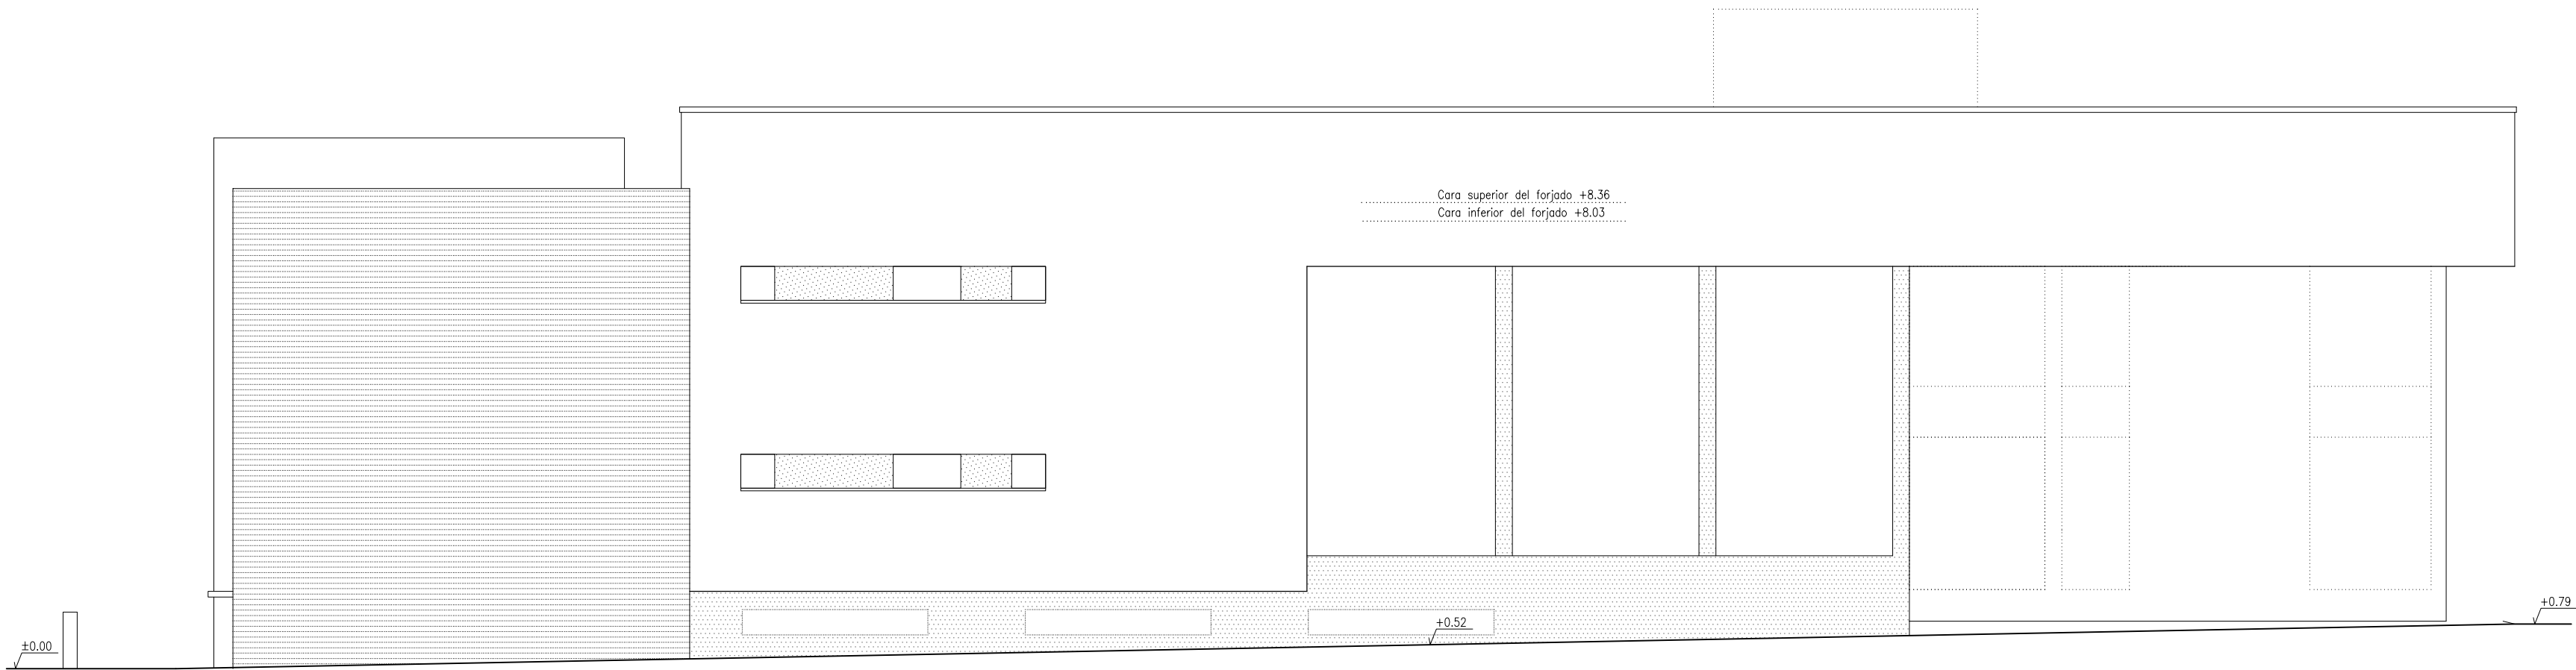 Cara superior del forjado +8.36
Cara inferior del forjado +8.03
+0.79
+0.52
±0.00